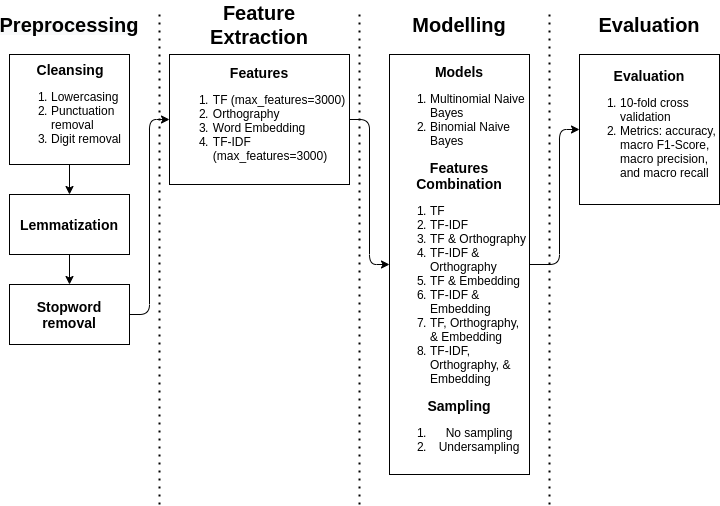 Preprocessing
Cleansing
1. Lowercasing
2. Punctuation
removal
3. Digit removal
Lemmatization
Stopword
removal
Feature
Extraction
Features
1. TF (max_features=3000)
2. Orthography
3. Word Embedding
4. TF-IDF
(max_features=3000)
Modelling
Models
1. Multinomial Naive
Bayes
2. Binomial Naive
Bayes
Features
Combination
1. TF
2. TF-IDF
3. TF & Orthography
4. TF-IDF &
Orthography
5. TF & Embedding
6. TF-IDF &
Embedding
7. TF, Orthography,
& Embedding
8. TF-IDF,
Orthography, &
Embedding
Sampling
1. No sampling
2. Undersampling
Evaluation
Evaluation
1. 10-fold cross
validation
2. Metrics: accuracy,
macro F1-Score,
macro precision,
and macro recall